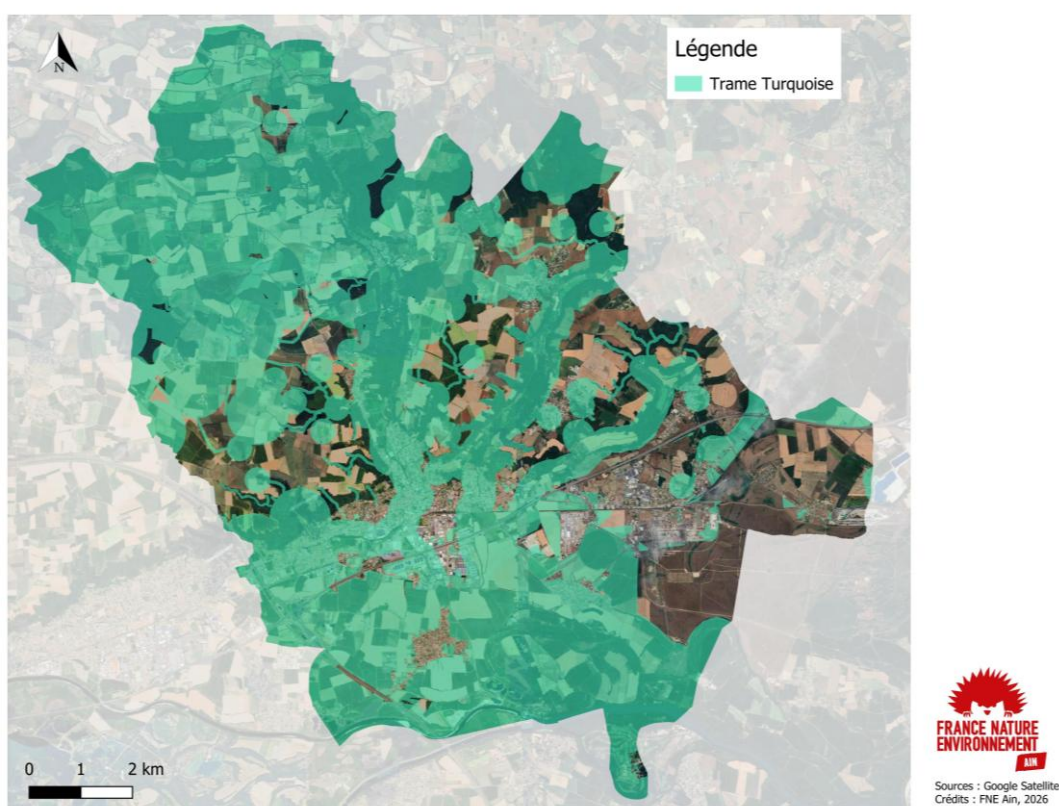 N
Légende
Trame Turquoise
0 1 2 km
FRANCE NATURE
ENVIRONNEMENT
AIN
Sources : Google Satellite
Crédits : FNE Ain, 2026